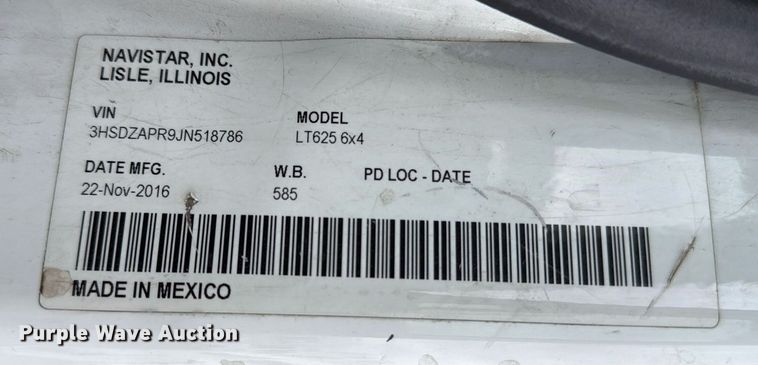 NAVISTAR, INC.
LISLE, ILLINOIS
VIN MODEL
3HSDZAPR9JN518786 LT625 6x4
DATE MFG. W.B. PD LOC - DATE
22-Nov-2016 585
MADE IN MEXICO
Purple Wave Auction